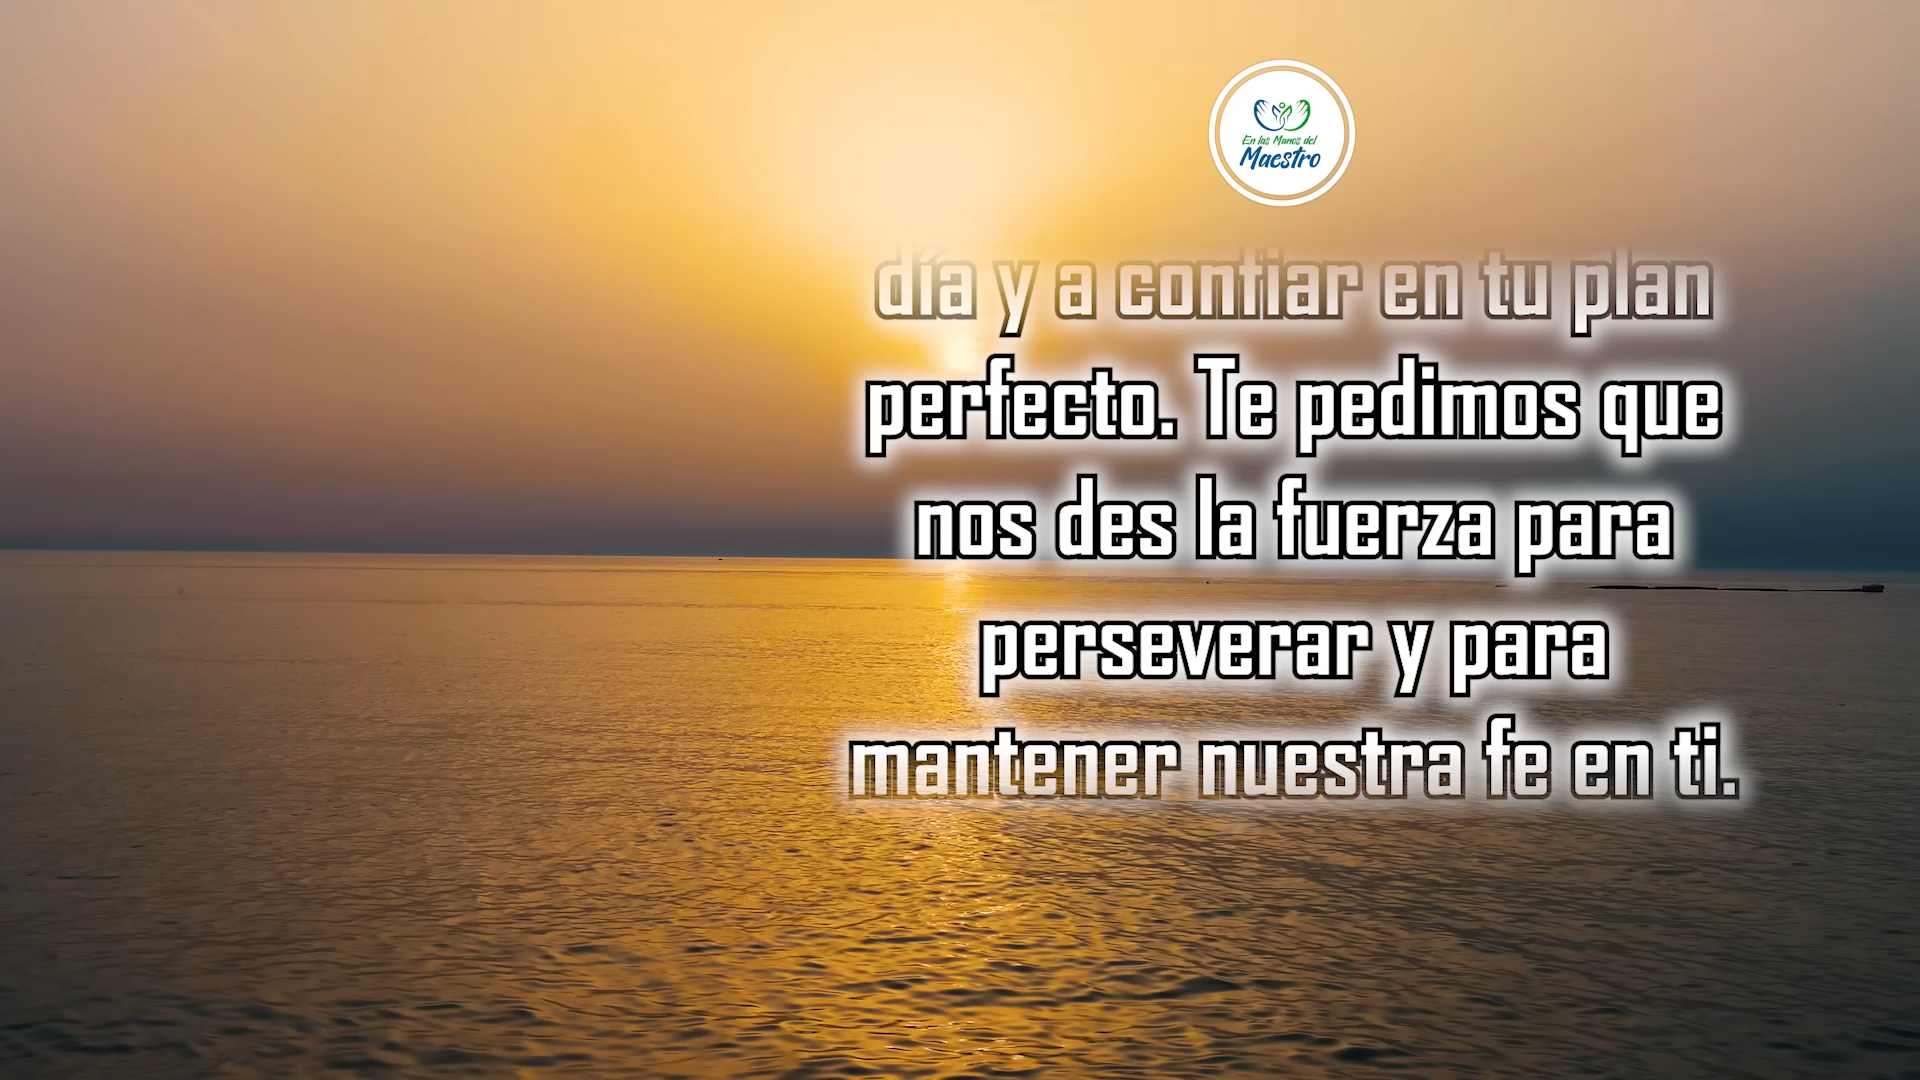 En las Manos del
Maestro
día y a confiar en tu plan
perfecto. Te pedimos que
nos des la fuerza para
perseverar y para
mantener nuestra fe en ti.